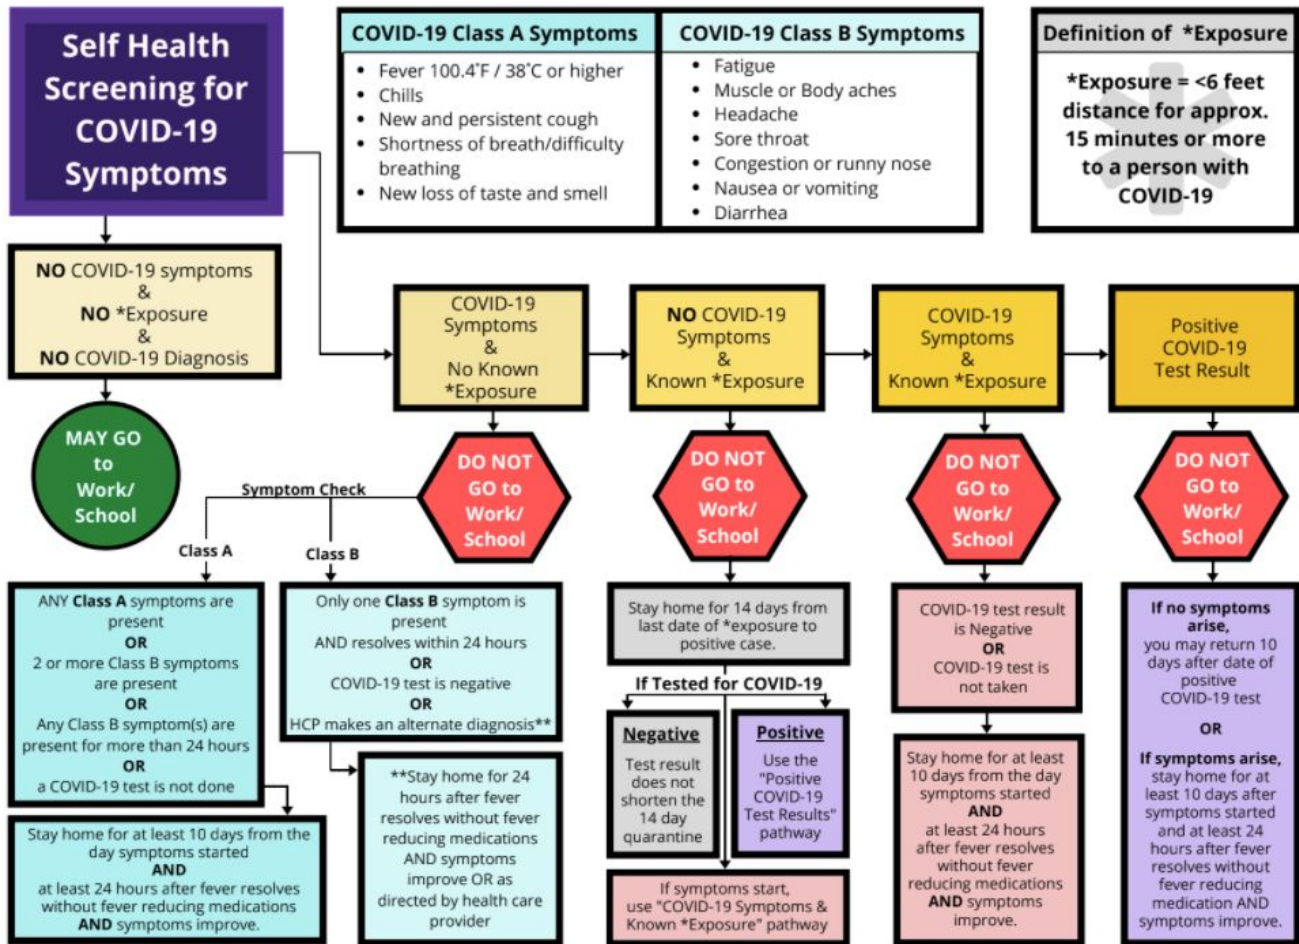 Self Health
Screening for
COVID-19
Symptoms
COVID-19 Class A Symptoms
• Fever 100.4˚F / 38˚C or higher
• Chills
• New and persistent cough
• Shortness of breath/difficulty
breathing
• New loss of taste and smell
COVID-19 Class B Symptoms
• Fatigue
• Muscle or Body aches
• Headache
• Sore throat
• Congestion or runny nose
• Nausea or vomiting
• Diarrhea
Definition of *Exposure
*Exposure = <6 feet
distance for approx.
15 minutes or more
to a person with
COVID-19
NO COVID-19 symptoms
&
NO *Exposure
&
NO COVID-19 Diagnosis
MAY GO
to
Work/
School
COVID-19
Symptoms
&
No Known
*Exposure
NO COVID-19
Symptoms
&
Known *Exposure
COVID-19
Symptoms
&
Known *Exposure
Positive
COVID-19
Test Result
DO NOT
GO to
Work/
School
DO NOT
GO to
Work/
School
DO NOT
GO to
Work/
School
DO NOT
GO to
Work/
School
Symptom Check
Class A
Class B
ANY Class A symptoms are
present
OR
2 or more Class B symptoms
are present
OR
Any Class B symptom(s) are
present for more than 24 hours
OR
a COVID-19 test is not done
Stay home for at least 10 days from the
day symptoms started
AND
at least 24 hours after fever resolves
without fever reducing medications
AND symptoms improve.
Only one Class B symptom is
present
AND resolves within 24 hours
OR
COVID-19 test is negative
OR
HCP makes an alternate diagnosis**
**Stay home for 24
hours after fever
resolves without fever
reducing medications
AND symptoms
improve OR as
directed by health care
provider
Stay home for 14 days from
last date of *exposure to
positive case.
If Tested for COVID-19
Negative
Test result
does not
shorten the
14 day
quarantine
Positive
Use the
"Positive
COVID-19
Test Results"
pathway
If symptoms start,
use "COVID-19 Symptoms &
Known *Exposure" pathway
COVID-19 test result
is Negative
OR
COVID-19 test is
not taken
Stay home for at least
10 days from the day
symptoms started
AND
at least 24 hours
after fever resolves
without fever
reducing medications
AND symptoms
improve.
If no symptoms
arise,
you may return 10
days after date of
positive
COVID-19 test
OR
If symptoms arise,
stay home for at
least 10 days after
symptoms started
and at least 24
hours after fever
resolves without
fever reducing
medication AND
symptoms improve.